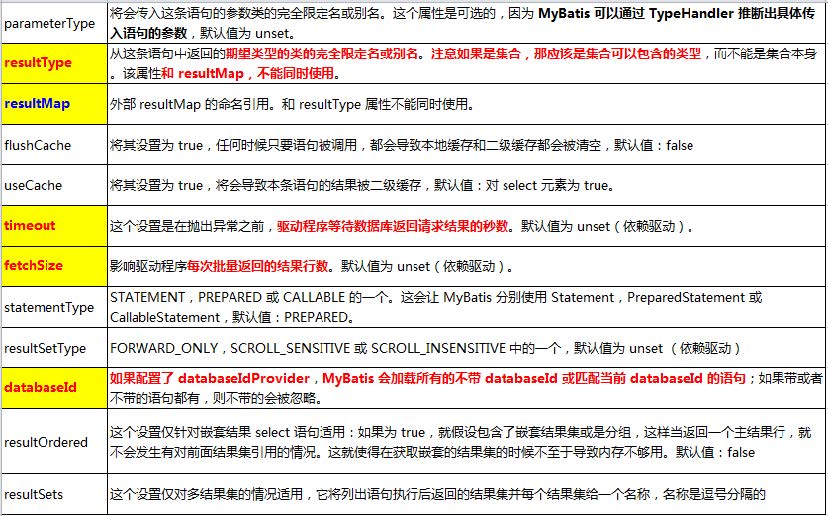 parameterType
将会传入这条语句的参数类的完全限定名或别名。这个属性是可选的，因为 MyBatis 可以通过 TypeHandler 推断出具体传
入语句的参数，默认值为 unset。
resultType
从这条语句中返回的期望类型的类的完全限定名或别名。注意如果是集合，那应该是集合可以包含的类型，而不能是集合本身
。该属性和 resultMap，不能同时使用。
resultMap
外部 resultMap 的命名引用。和 resultType 属性不能同时使用。
flushCache
将其设置为 true，任何时候只要语句被调用，都会导致本地缓存和二级缓存都会被清空，默认值：false
useCache
将其设置为 true，将会导致本条语句的结果被二级缓存，默认值：对 select 元素为 true。
timeout
这个设置是在抛出异常之前，驱动程序等待数据库返回请求结果的秒数。默认值为 unset（依赖驱动）。
fetchSize
影响驱动程序每次批量返回的结果行数。默认值为 unset（依赖驱动）。
statementType
STATEMENT，PREPARED 或 CALLABLE 的一个。这会让 MyBatis 分别使用 Statement，PreparedStatement 或
CallableStatement，默认值：PREPARED。
resultSetType
FORWARD_ONLY，SCROLL_SENSITIVE 或 SCROLL_INSENSITIVE 中的一个，默认值为 unset （依赖驱动）
databaseId
如果配置了 databaseIdProvider，MyBatis 会加载所有的不带 databaseId 或匹配当前 databaseId 的语句；如果带或者
不带的语句都有，则不带的会被忽略。
resultOrdered
这个设置仅针对嵌套结果 select 语句适用：如果为 true，就假设包含了嵌套结果集或是分组，这样当返回一个主结果行，就
不会发生有对前面结果集引用的情况。这就使得在获取嵌套的结果集的时候不至于导致内存不够用。默认值：false
resultSets
这个设置仅对多结果集的情况适用，它将列出语句执行后返回的结果集并每个结果集给一个名称，名称是逗号分隔的